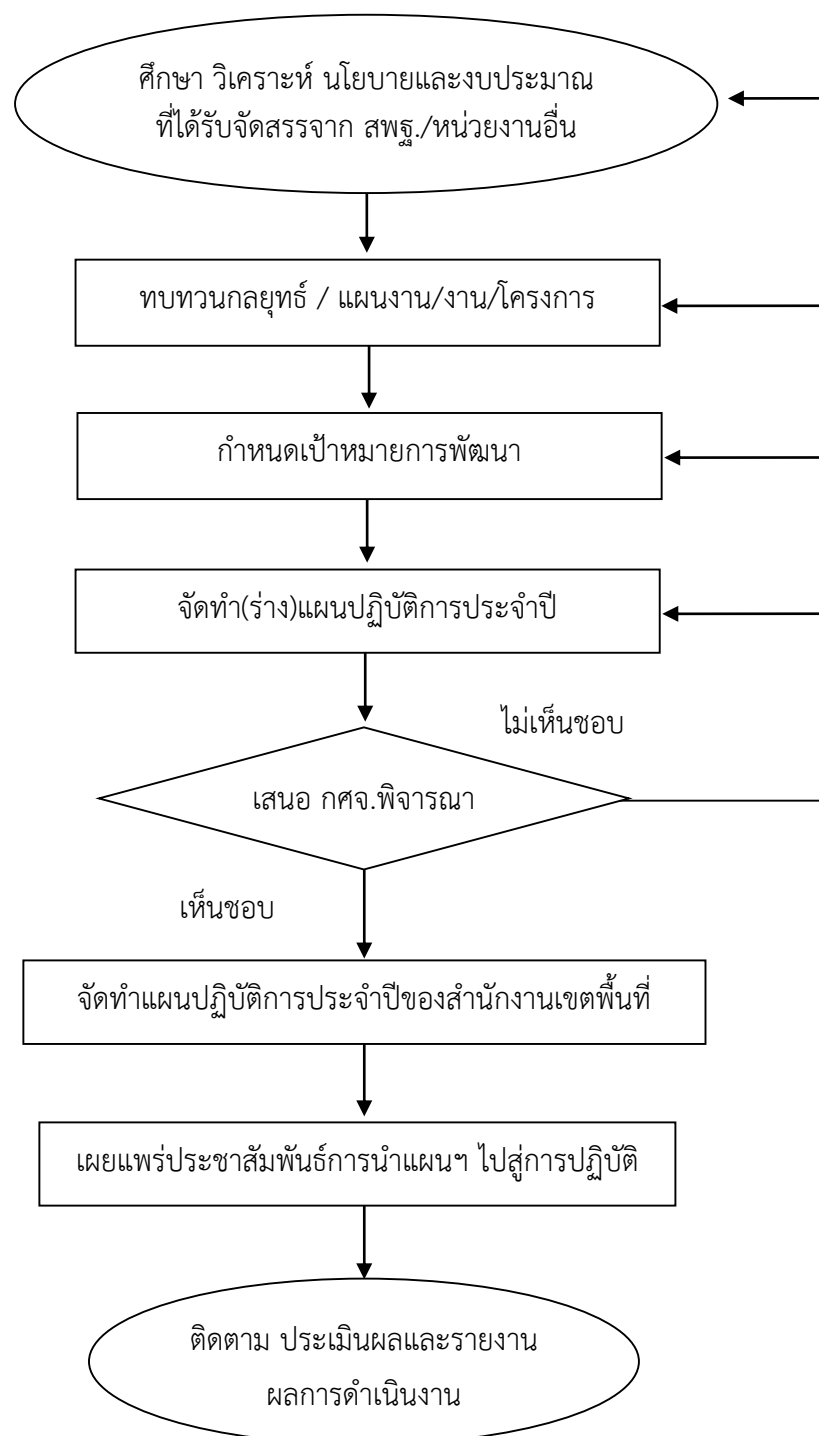 ศึกษา วิเคราะห์ นโยบายและงบประมาณ
ที่ได้รับจัดสรรจาก สพฐ./หน่วยงานอื่น
ทบทวนกลยุทธ์ / แผนงาน/งาน/โครงการ
กำหนดเป้าหมายการพัฒนา
จัดทำ(ร่าง)แผนปฏิบัติการประจำปี
ไม่เห็นชอบ
เสนอ กศจ.พิจารณา
เห็นชอบ
จัดทำแผนปฏิบัติการประจำปีของสำนักงานเขตพื้นที่
เผยแพร่ประชาสัมพันธ์การนำแผนฯ ไปสู่การปฏิบัติ
ติดตาม ประเมินผลและรายงาน
ผลการดำเนินงาน